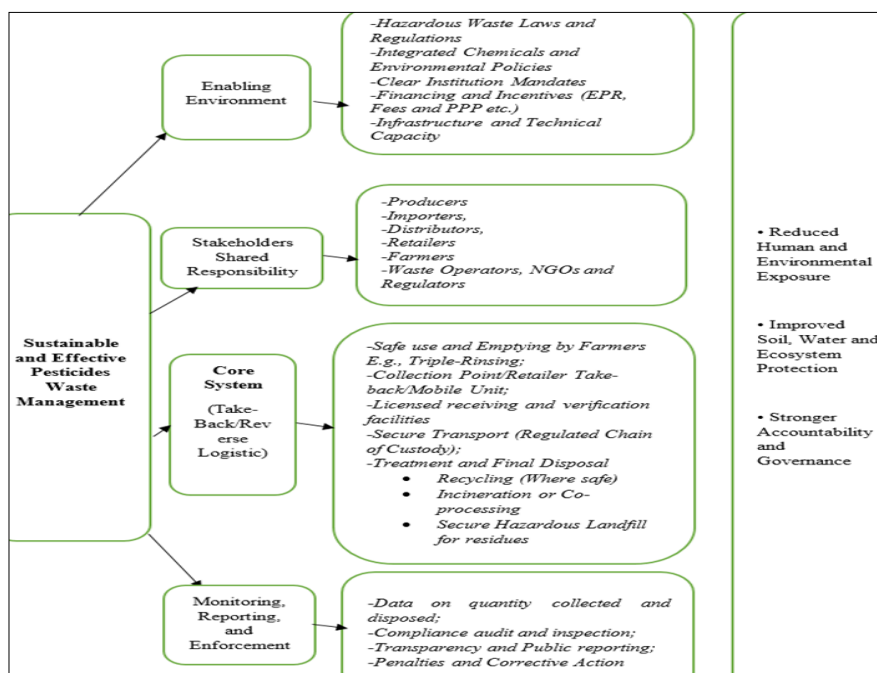 Sustainable
and Effective
Pesticides
Waste
Management
Enabling
Environment
-Hazardous Waste Laws and
Regulations
-Integrated Chemicals and
Environmental Policies
-Clear Institution Mandates
-Financing and Incentives (EPR,
Fees and PPP etc.)
-Infrastructure and Technical
Capacity
Stakeholders
Shared
Responsibility
-Producers
-Importers,
-Distributors,
-Retailers
-Farmers
-Waste Operators, NGOs and
Regulators
Core
System
(Take-
Back/Rev
erse
Logistic)
-Safe use and Emptying by Farmers
E.g., Triple-Rinsing;
-Collection Point/Retailer Take-
back/Mobile Unit;
-Licensed receiving and verification
facilities
-Secure Transport (Regulated Chain
of Custody);
-Treatment and Final Disposal
• Recycling (Where safe)
• Incineration or Co-
processing
• Secure Hazardous Landfill
for residues
Monitoring,
Reporting,
and
Enforcement
-Data on quantity collected and
disposed;
-Compliance audit and inspection;
-Transparency and Public reporting;
-Penalties and Corrective Action
• Reduced
Human and
Environmental
Exposure
• Improved
Soil, Water and
Ecosystem
Protection
• Stronger
Accountability
and
Governance